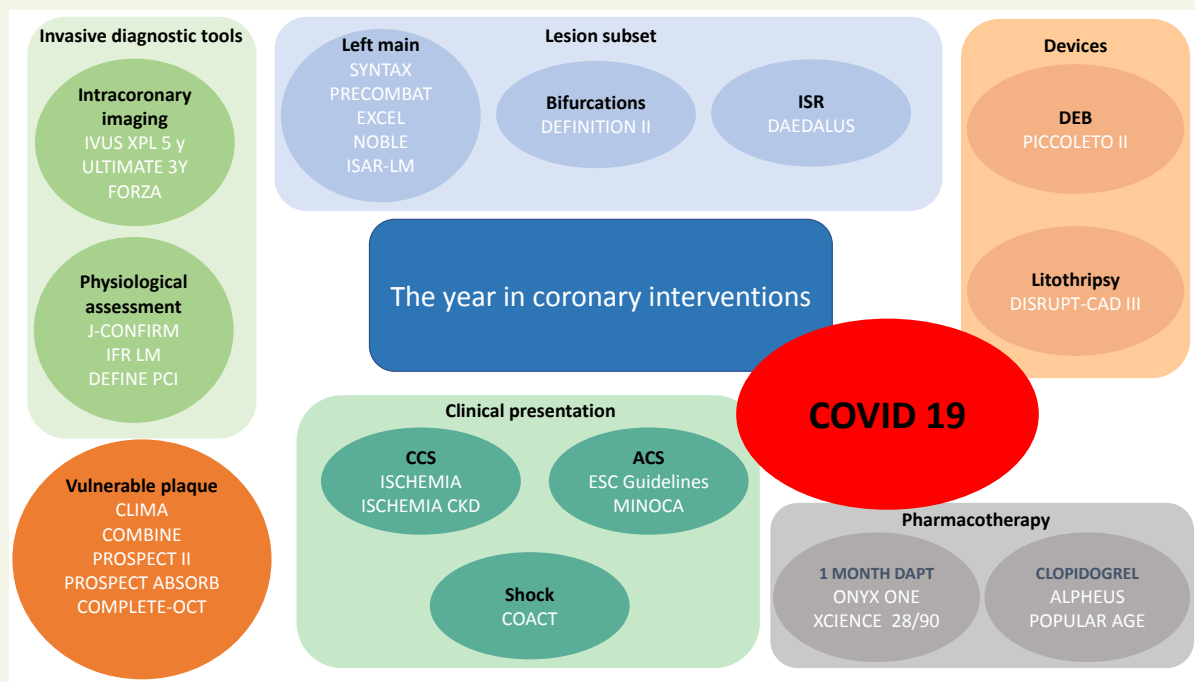 Invasive diagnostic tools
Intracoronary
imaging
IVUS XPL 5 y
ULTIMATE 3Y
FORZA
Physiological
assessment
J-CONFIRM
IFR LM
DEFINE PCI
Lesion subset
Left main
SYNTAX
PRECOMBAT
EXCEL
NOBLE
ISAR-LM
Bifurcations
DEFINITION II
ISR
DAEDALUS
Devices
DEB
PICCOLETO II
Litothripsy
DISRUPT-CAD III
The year in coronary interventions
COVID 19
Vulnerable plaque
CLIMA
COMBINE
PROSPECT II
PROSPECT ABSORB
COMPLETE-OCT
Clinical presentation
CCS
ISCHEMIA
ISCHEMIA CKD
ACS
ESC Guidelines
MINOCA
Shock
COACT
Pharmacotherapy
1 MONTH DAPT
ONYX ONE
XCIENCE 28/90
CLOPIDOGREL
ALPHEUS
POPULAR AGE